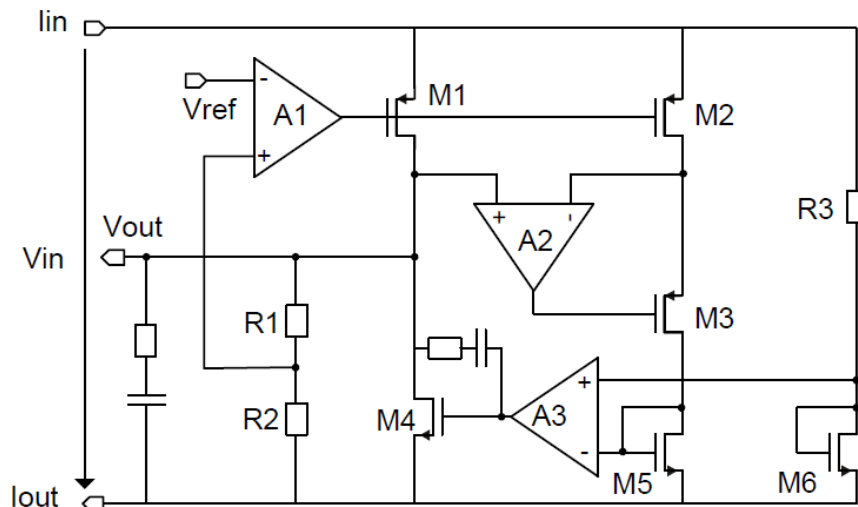 Iin
Vref
-
A1
+
M1
M2
+
-
A2
R3
Vout
Vin
R1
M3
R2
M4
A3
+
-
M5
M6
Iout